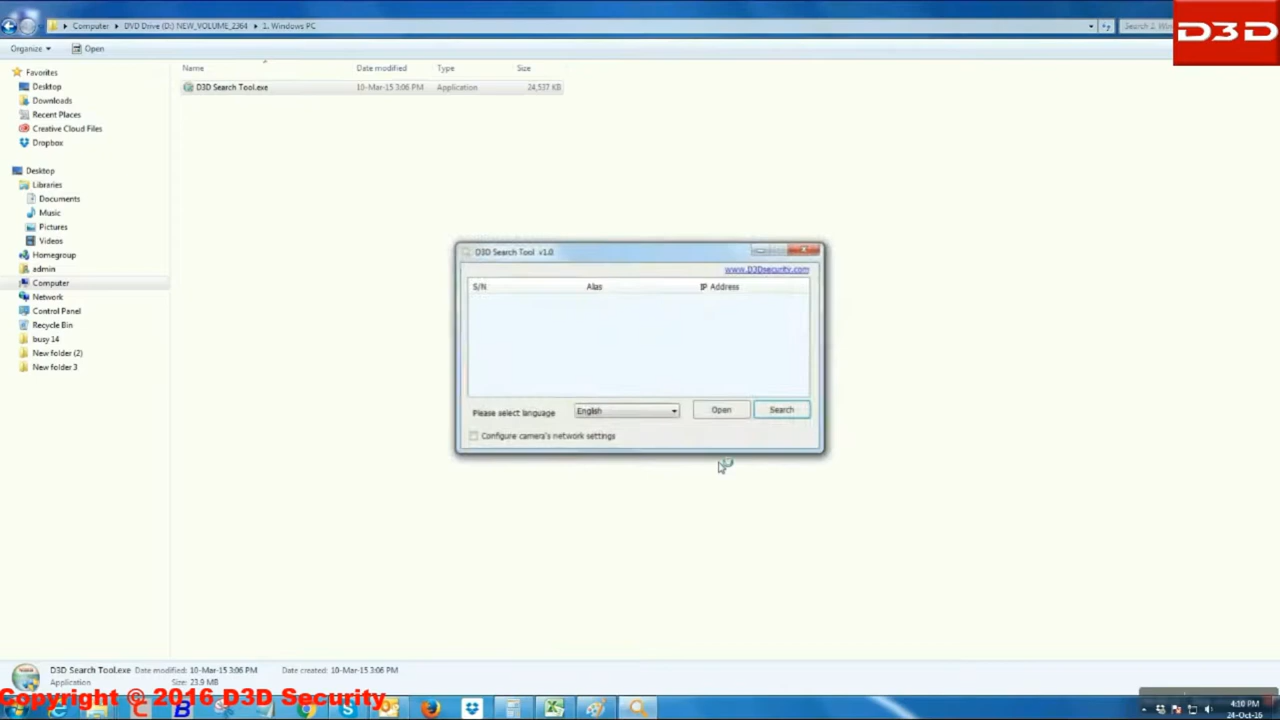 Computer ▸ DVD Drive (D:) NEW_VOLUME_2364 ▸ 1. Windows PC
Organize ▾ Open
D3D
Name Date modified Type Size
D3D Search Tool.exe 10-Mar-15 3:06 PM Application 24,537 KB
Favorites
Desktop
Downloads
Recent Places
Creative Cloud Files
Dropbox
Desktop
Libraries
Documents
Music
Pictures
Videos
Homegroup
admin
Computer
Network
Control Panel
Recycle Bin
busy 14
New folder (2)
New folder 3
D3D Search Tool v1.0
www.D3Dsecurity.com
S/N Alias IP Address
Please select language English Open Search
Configure camera's network settings
D3D Search Tool.exe Date modified: 10-Mar-15 3:06 PM Date created: 10-Mar-15 3:06 PM
Application Size: 23.9 MB
Copyright © 2016 D3D Security
4:10 PM
24-Oct-16